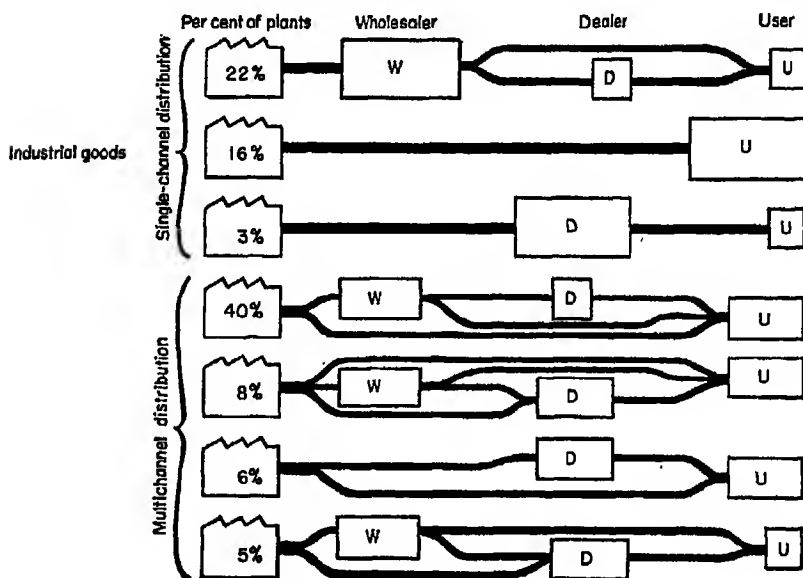 Per cent of plants Wholesaler Dealer User
Industrial goods
Single-channel distribution
22% W D U
16% U
3% D U
Multichannel distribution
40% W D U
8% W D U
6% D U
5% W D U